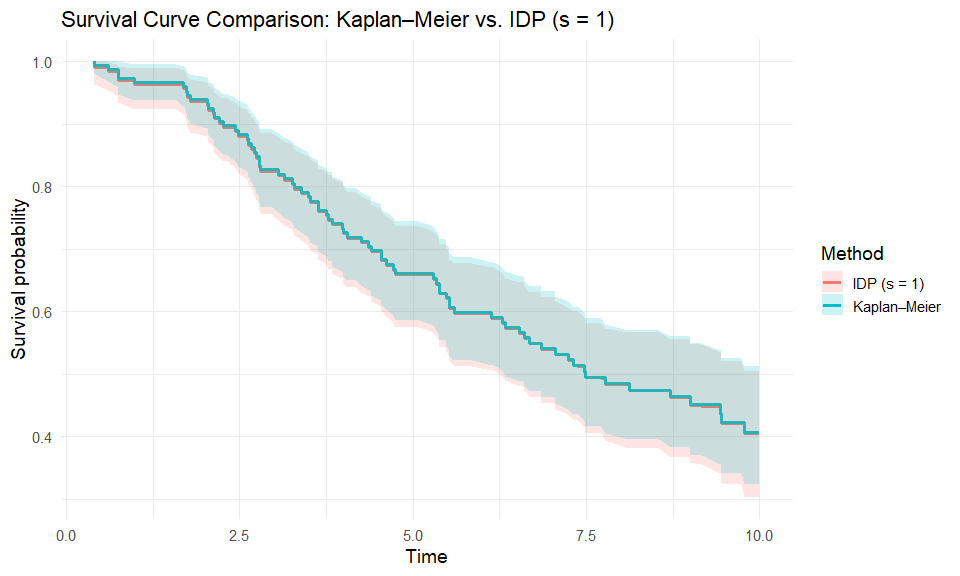 Survival Curve Comparison: Kaplan–Meier vs. IDP (s = 1)
1.0
0.8
0.6
0.4
Survival probability
0.0
2.5
5.0
7.5
10.0
Time
Method
IDP (s = 1)
Kaplan–Meier